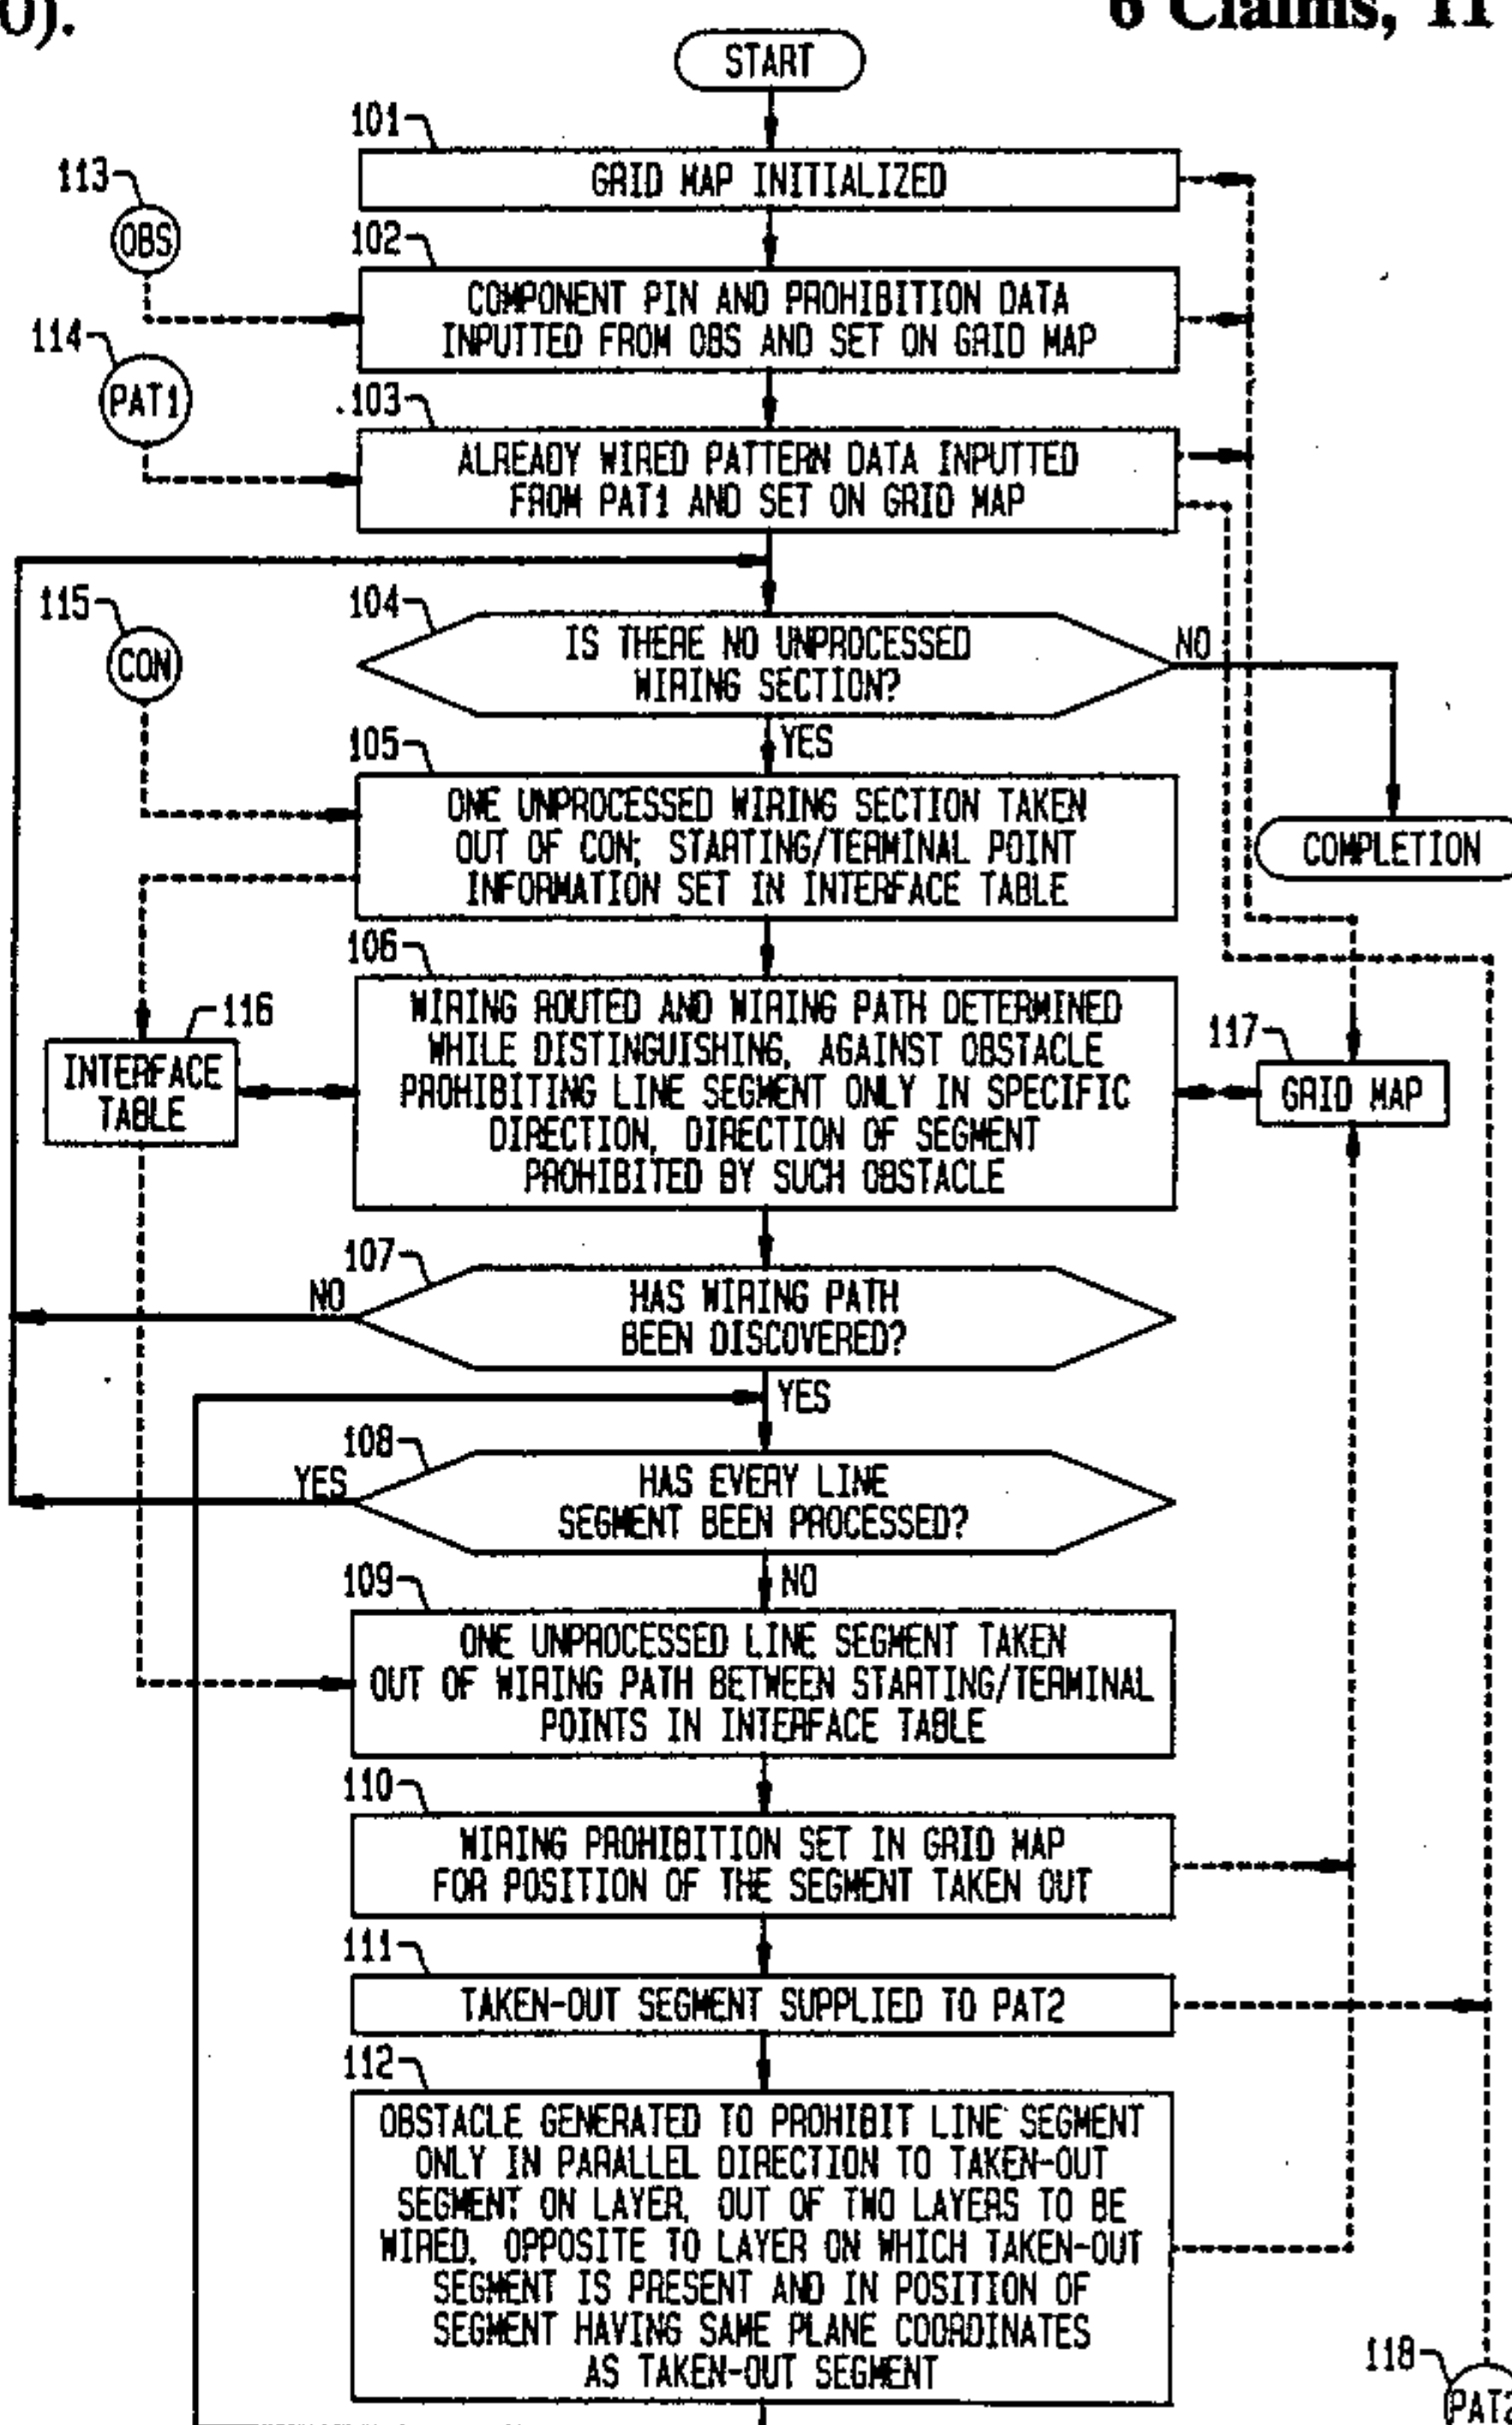 0).
6 Claims, 11
START
101
GRID MAP INITIALIZED
113
OBS
102
COMPONENT PIN AND PROHIBITION DATA
INPUTTED FROM OBS AND SET ON GRID MAP
114
PAT1
103
ALREADY WIRED PATTERN DATA INPUTTED
FROM PAT1 AND SET ON GRID MAP
115
CON
104
IS THERE NO UNPROCESSED
WIRING SECTION?
NO
YES
105
ONE UNPROCESSED WIRING SECTION TAKEN
OUT OF CON; STARTING/TERMINAL POINT
INFORMATION SET IN INTERFACE TABLE
COMPLETION
106
WIRING ROUTED AND WIRING PATH DETERMINED
WHILE DISTINGUISHING, AGAINST OBSTACLE
PROHIBITING LINE SEGMENT ONLY IN SPECIFIC
DIRECTION, DIRECTION OF SEGMENT
PROHIBITED BY SUCH OBSTACLE
116
INTERFACE
TABLE
117
GRID MAP
107
NO
HAS WIRING PATH
BEEN DISCOVERED?
YES
108
YES
HAS EVERY LINE
SEGMENT BEEN PROCESSED?
NO
109
ONE UNPROCESSED LINE SEGMENT TAKEN
OUT OF WIRING PATH BETWEEN STARTING/TERMINAL
POINTS IN INTERFACE TABLE
110
WIRING PROHIBITION SET IN GRID MAP
FOR POSITION OF THE SEGMENT TAKEN OUT
111
TAKEN-OUT SEGMENT SUPPLIED TO PAT2
112
OBSTACLE GENERATED TO PROHIBIT LINE SEGMENT
ONLY IN PARALLEL DIRECTION TO TAKEN-OUT
SEGMENT ON LAYER, OUT OF TWO LAYERS TO BE
WIRED, OPPOSITE TO LAYER ON WHICH TAKEN-OUT
SEGMENT IS PRESENT AND IN POSITION OF
SEGMENT HAVING SAME PLANE COORDINATES
AS TAKEN-OUT SEGMENT
118
PAT2